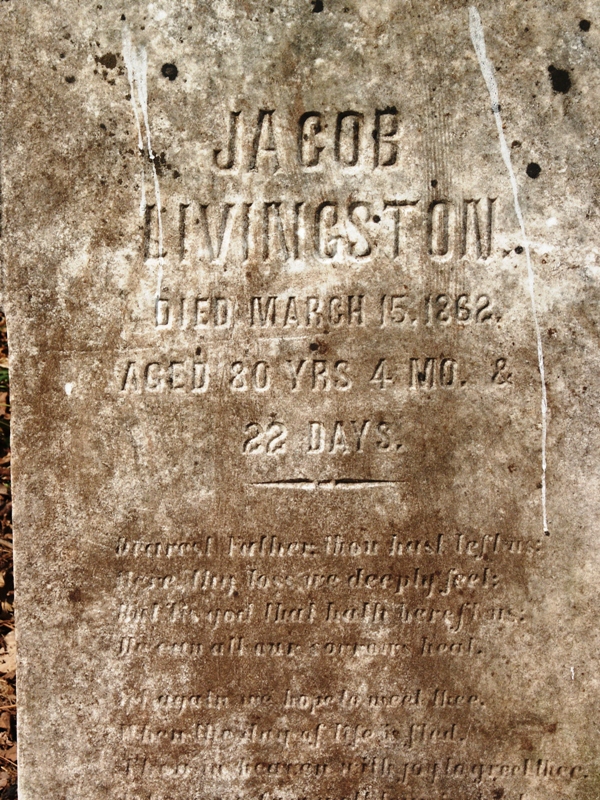 JACOB
LIVINGSTON.
DIED MARCH 15. 1862.
AGED 80 YRS 4 MO. &
22 DAYS.
Dearest Father, thou hast left us:
Here thy loss we deeply feel:
But 'tis god that hath bereft us:
He can all our sorrows heal.
Yet again we hope to meet thee.
When the day of life is fled.
Then in heaven with joy to greet thee.